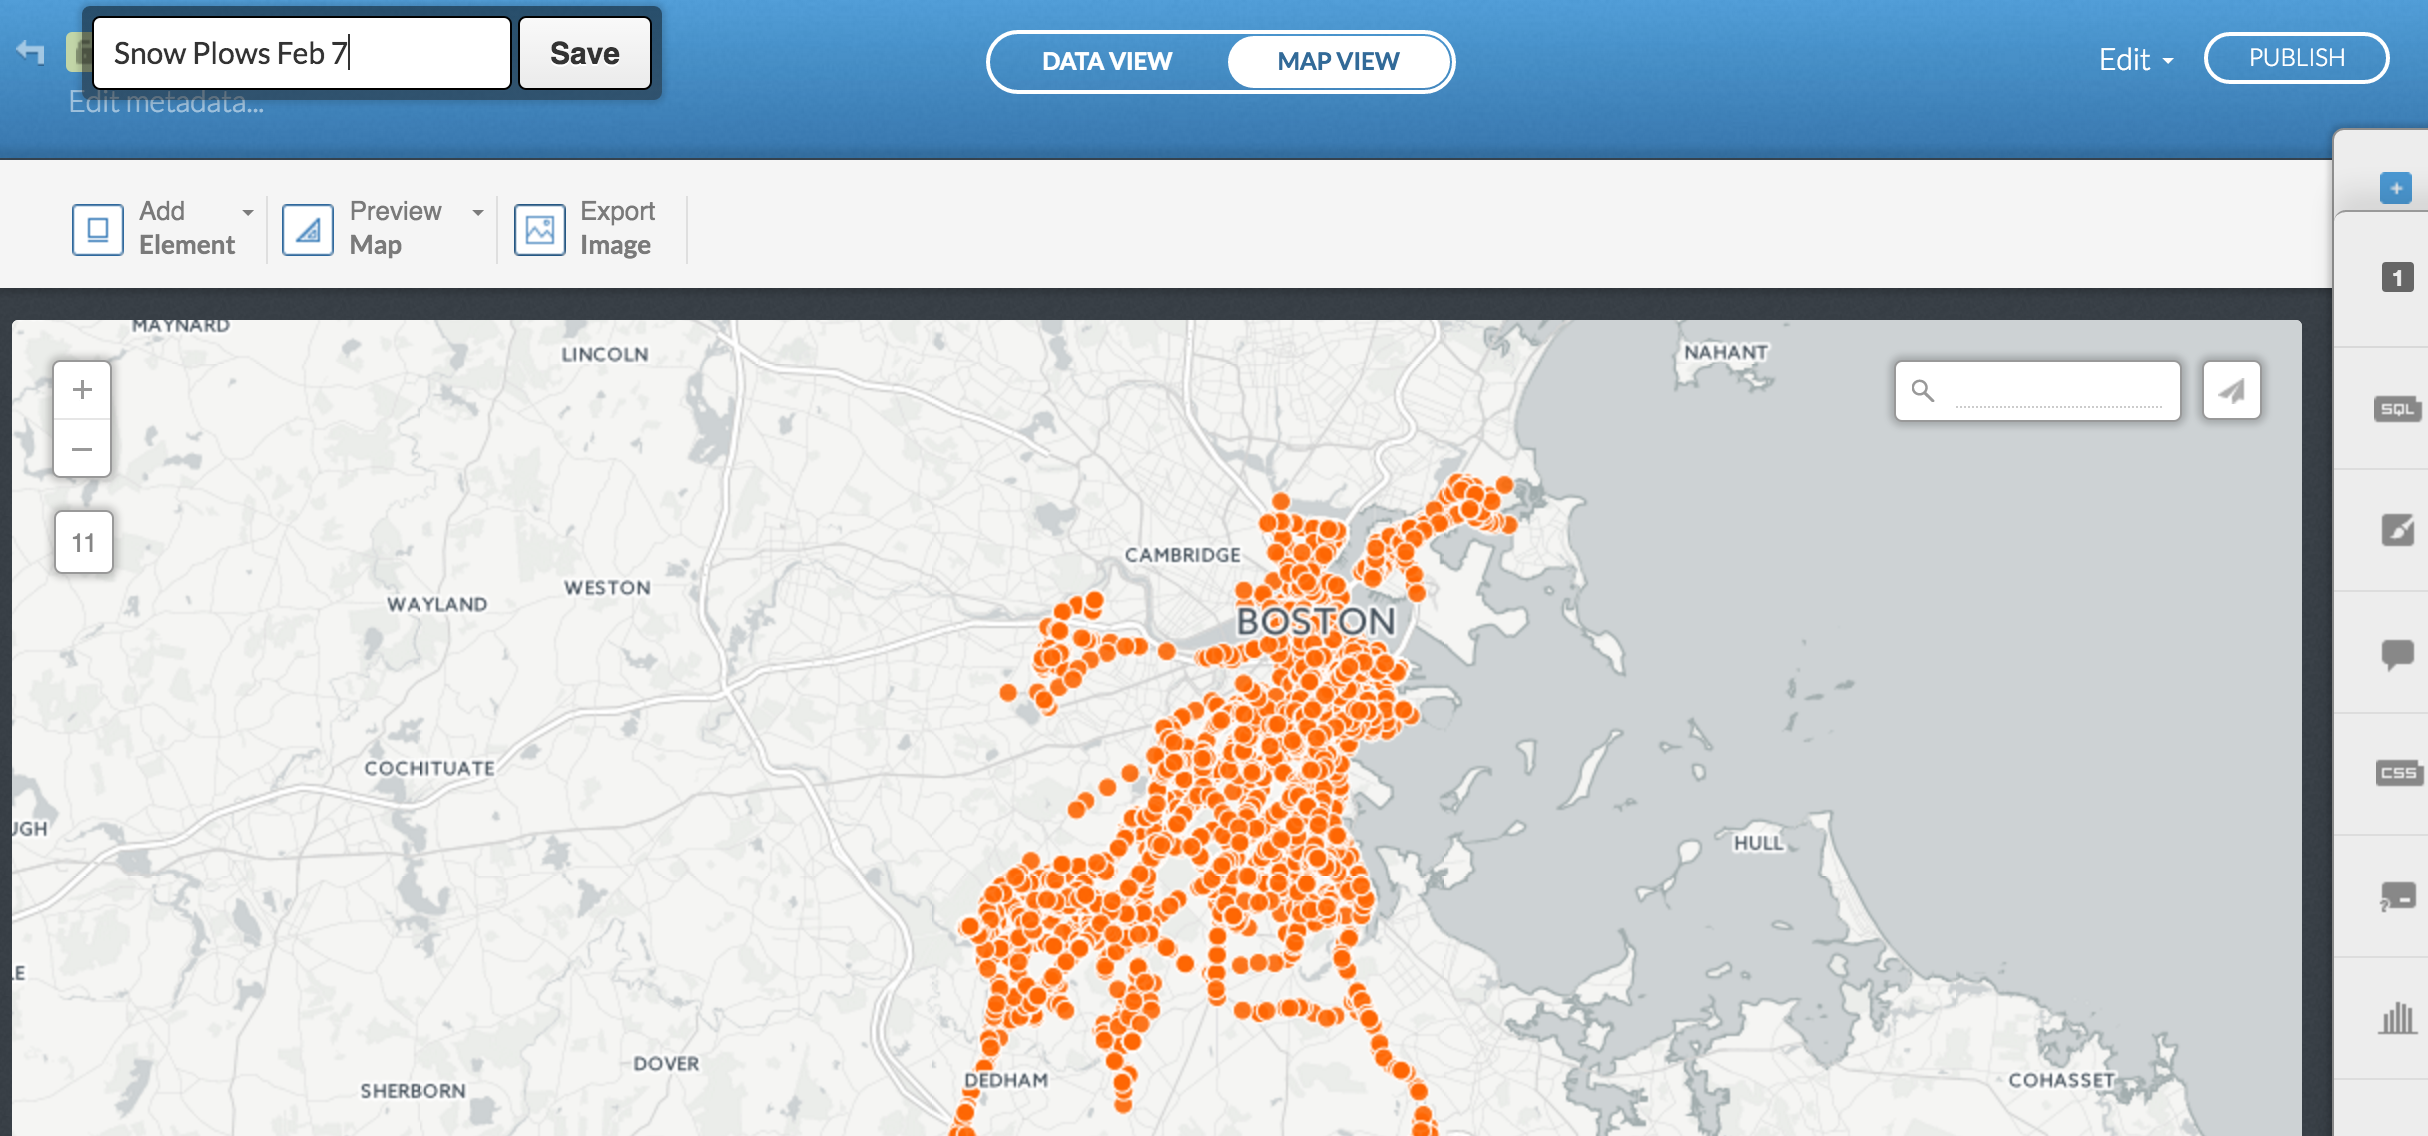 Snow Plows Feb 7
Save
DATA VIEW
MAP VIEW
Edit
PUBLISH
Edit metadata...
Add
Element
Preview
Map
Export
Image
1
SQL
CSS
?
+
−
11
MAYNARD
LINCOLN
NAHANT
CAMBRIDGE
WESTON
WAYLAND
BOSTON
COCHITUATE
UGH
HULL
LE
DOVER
SHERBORN
DEDHAM
COHASSET